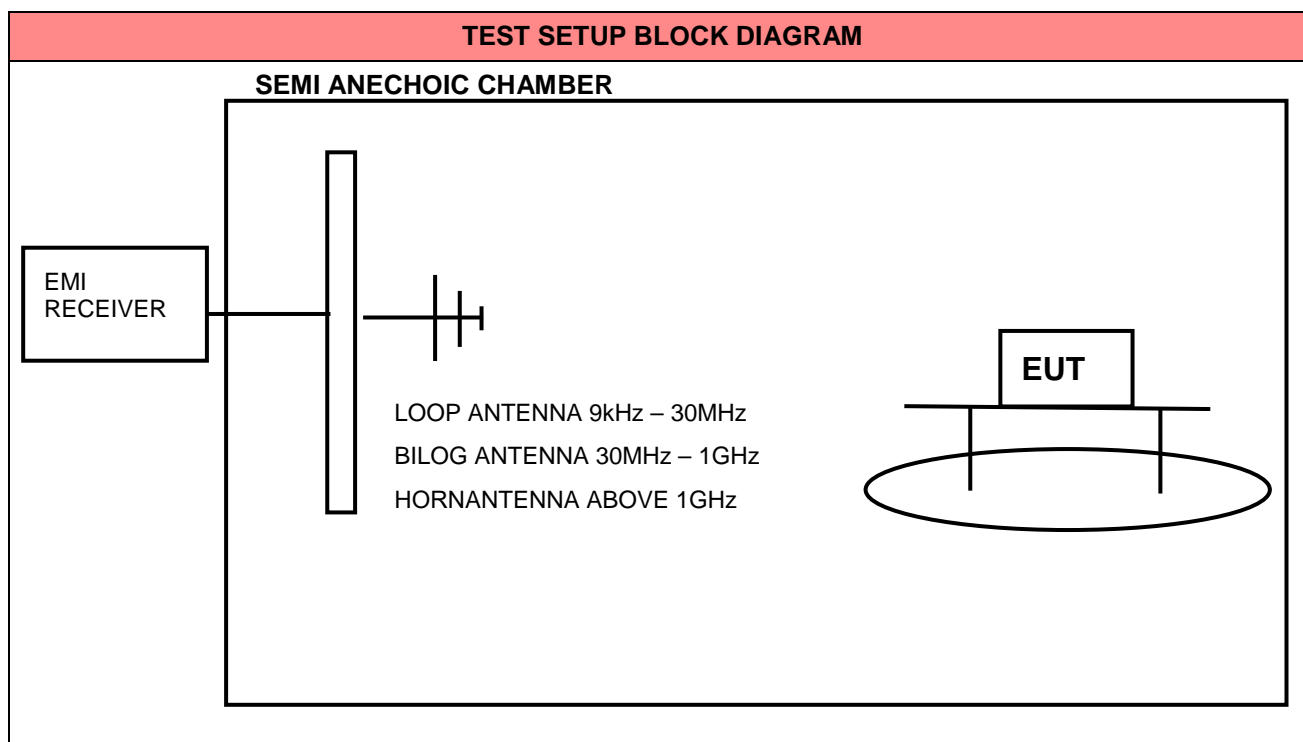 TEST SETUP BLOCK DIAGRAM
SEMI ANECHOIC CHAMBER
EMI
RECEIVER
EUT
LOOP ANTENNA 9kHz – 30MHz
BILOG ANTENNA 30MHz – 1GHz
HORNANTENNA ABOVE 1GHz